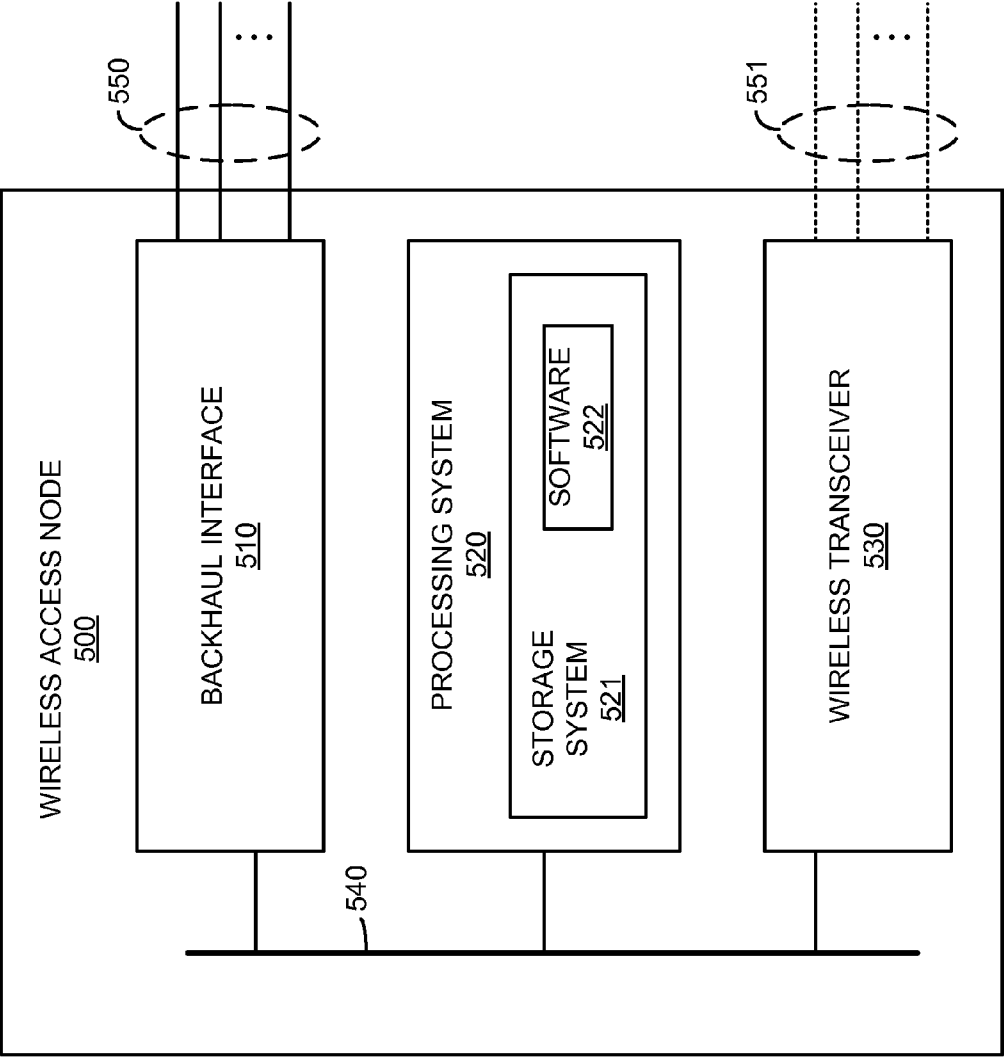 WIRELESS ACCESS NODE
500
BACKHAUL INTERFACE
510
550
PROCESSING SYSTEM
520
STORAGE
SYSTEM
521
SOFTWARE
522
WIRELESS TRANSCEIVER
530
551
540